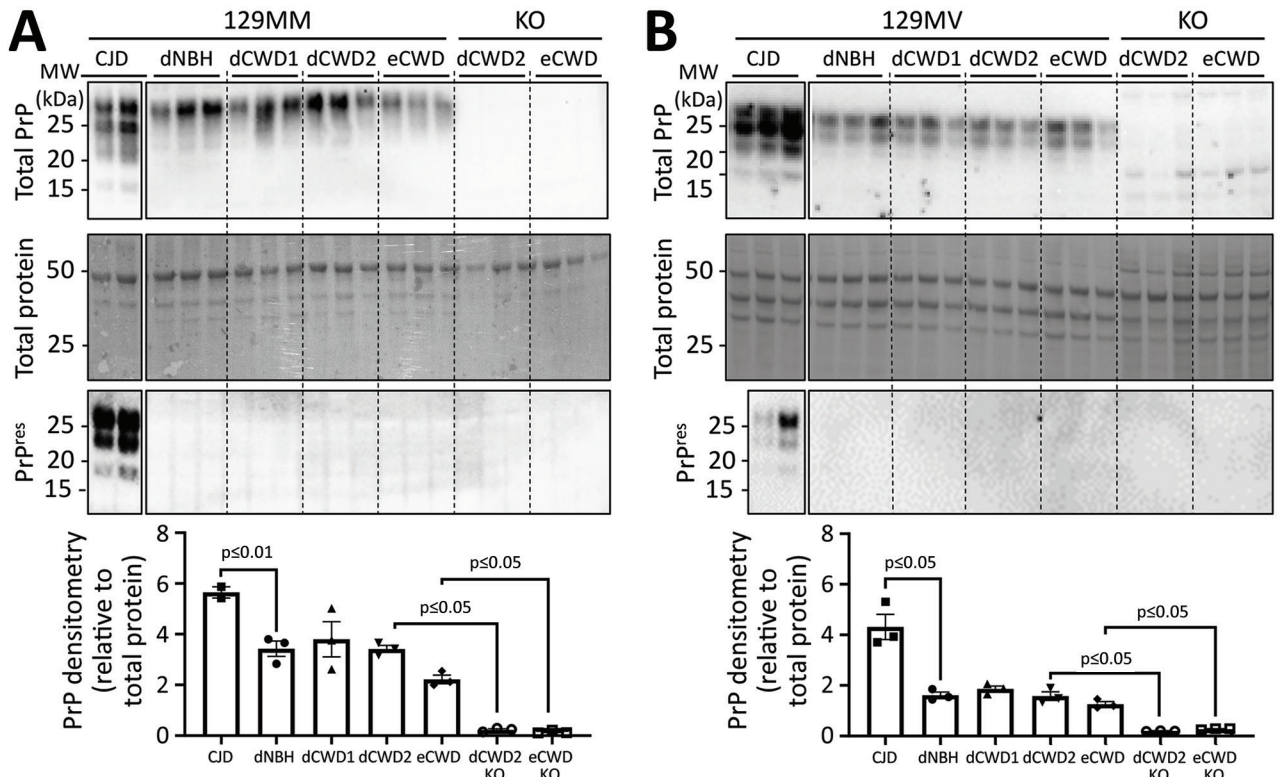 A
129MM KO
CJD dNBH dCWD1 dCWD2 eCWD dCWD2 eCWD
MW
(kDa)
Total PrP
25
20
15
Total protein
50
25
PrPres
25
20
15
PrP densitometry
(relative to
total protein)
8
6
4
2
0
p≤0.01
p≤0.05
p≤0.05
CJD dNBH dCWD1 dCWD2 eCWD dCWD2 eCWD
KO KO
B
129MV KO
CJD dNBH dCWD1 dCWD2 eCWD dCWD2 eCWD
MW
(kDa)
Total PrP
25
20
15
Total protein
50
25
PrPres
25
20
15
PrP densitometry
(relative to
total protein)
8
6
4
2
0
p≤0.05
p≤0.05
p≤0.05
CJD dNBH dCWD1 dCWD2 eCWD dCWD2 eCWD
KO KO